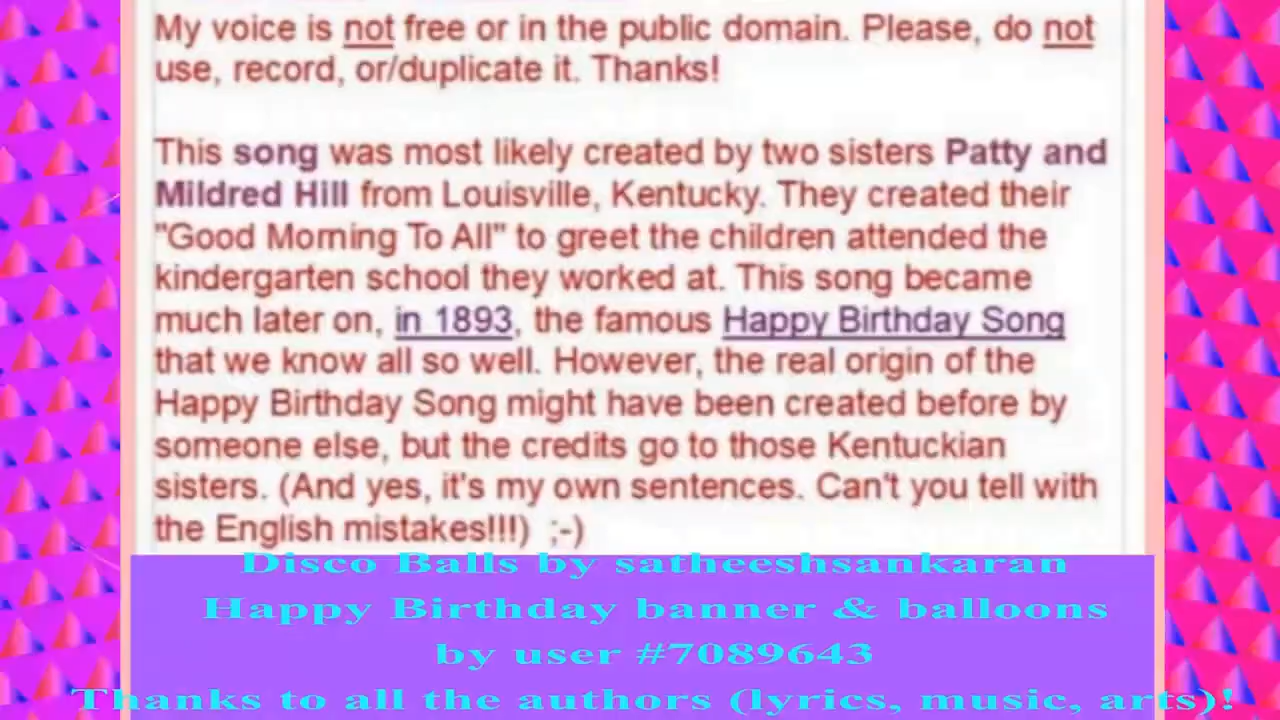 My voice is not free or in the public domain. Please, do not
use, record, or/duplicate it. Thanks!
This song was most likely created by two sisters Patty and
Mildred Hill from Louisville, Kentucky. They created their
"Good Morning To All" to greet the children attended the
kindergarten school they worked at. This song became
much later on, in 1893, the famous Happy Birthday Song
that we know all so well. However, the real origin of the
Happy Birthday Song might have been created before by
someone else, but the credits go to those Kentuckian
sisters. (And yes, it's my own sentences. Can't you tell with
the English mistakes!!!) ;-)
Disco Balls by satheeshsankaran
Happy Birthday banner & balloons
by user #7089643
Thanks to all the authors (lyrics, music, arts)!